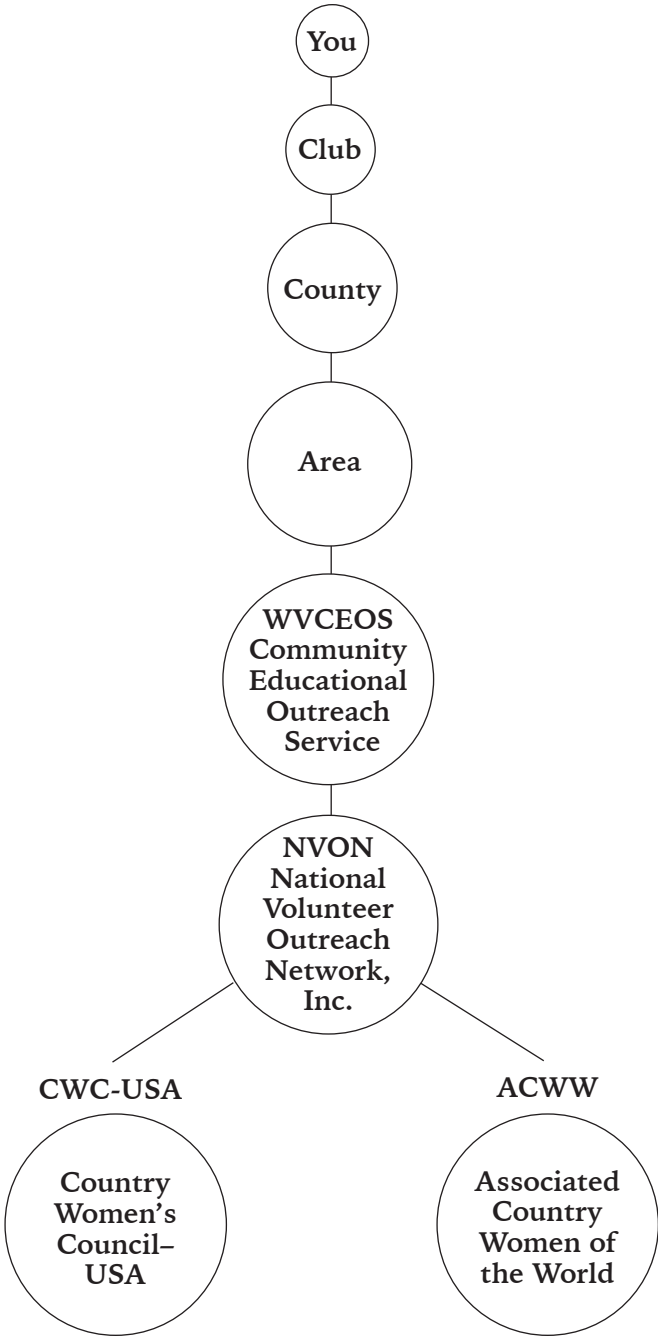 You
Club
County
Area
WVCEOS
Community
Educational
Outreach
Service
NVON
National
Volunteer
Outreach
Network,
Inc.
CWC-USA
Country
Women’s
Council–
USA
ACWW
Associated
Country
Women of
the World